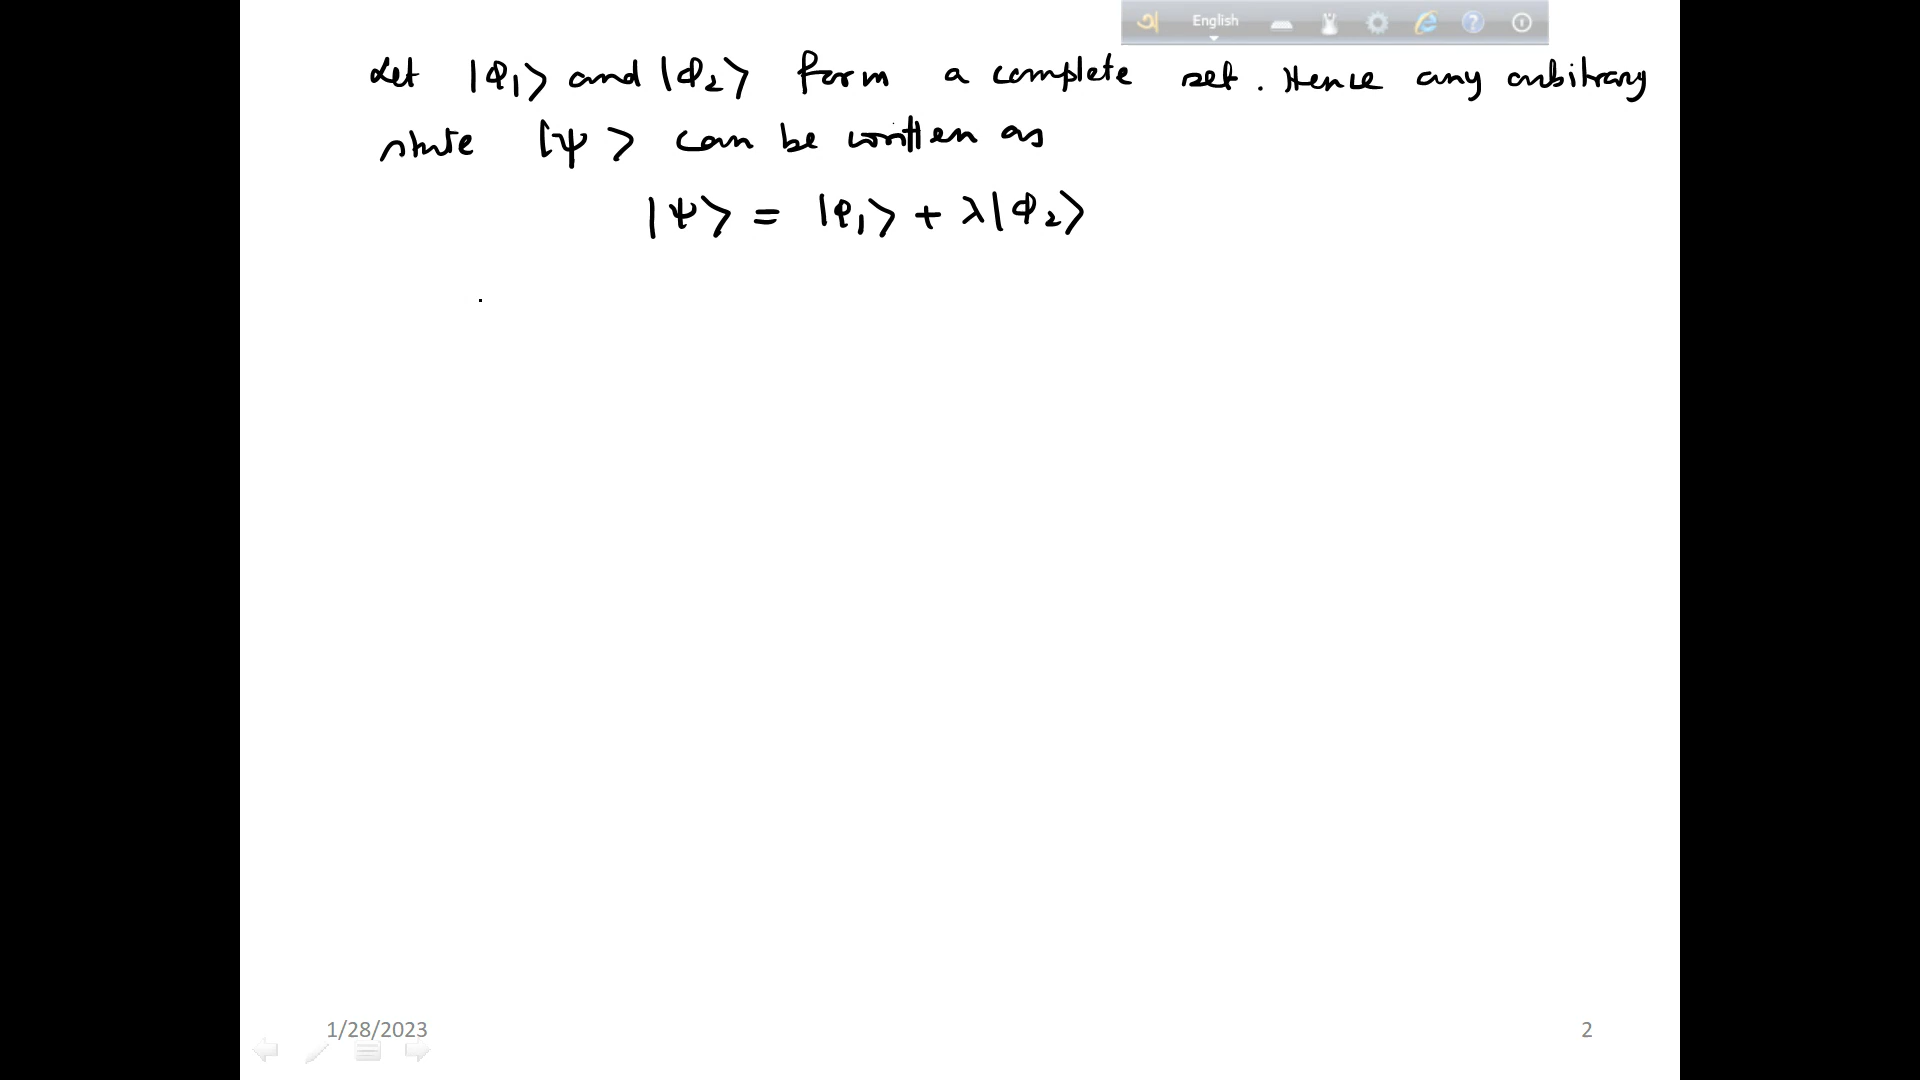 অ English
Let |Φ₁> and |Φ₂> form a complete set. Hence any arbitrary
state |ψ> can be written as
|ψ> = |Φ₁> + λ|Φ₂>
1/28/2023
2